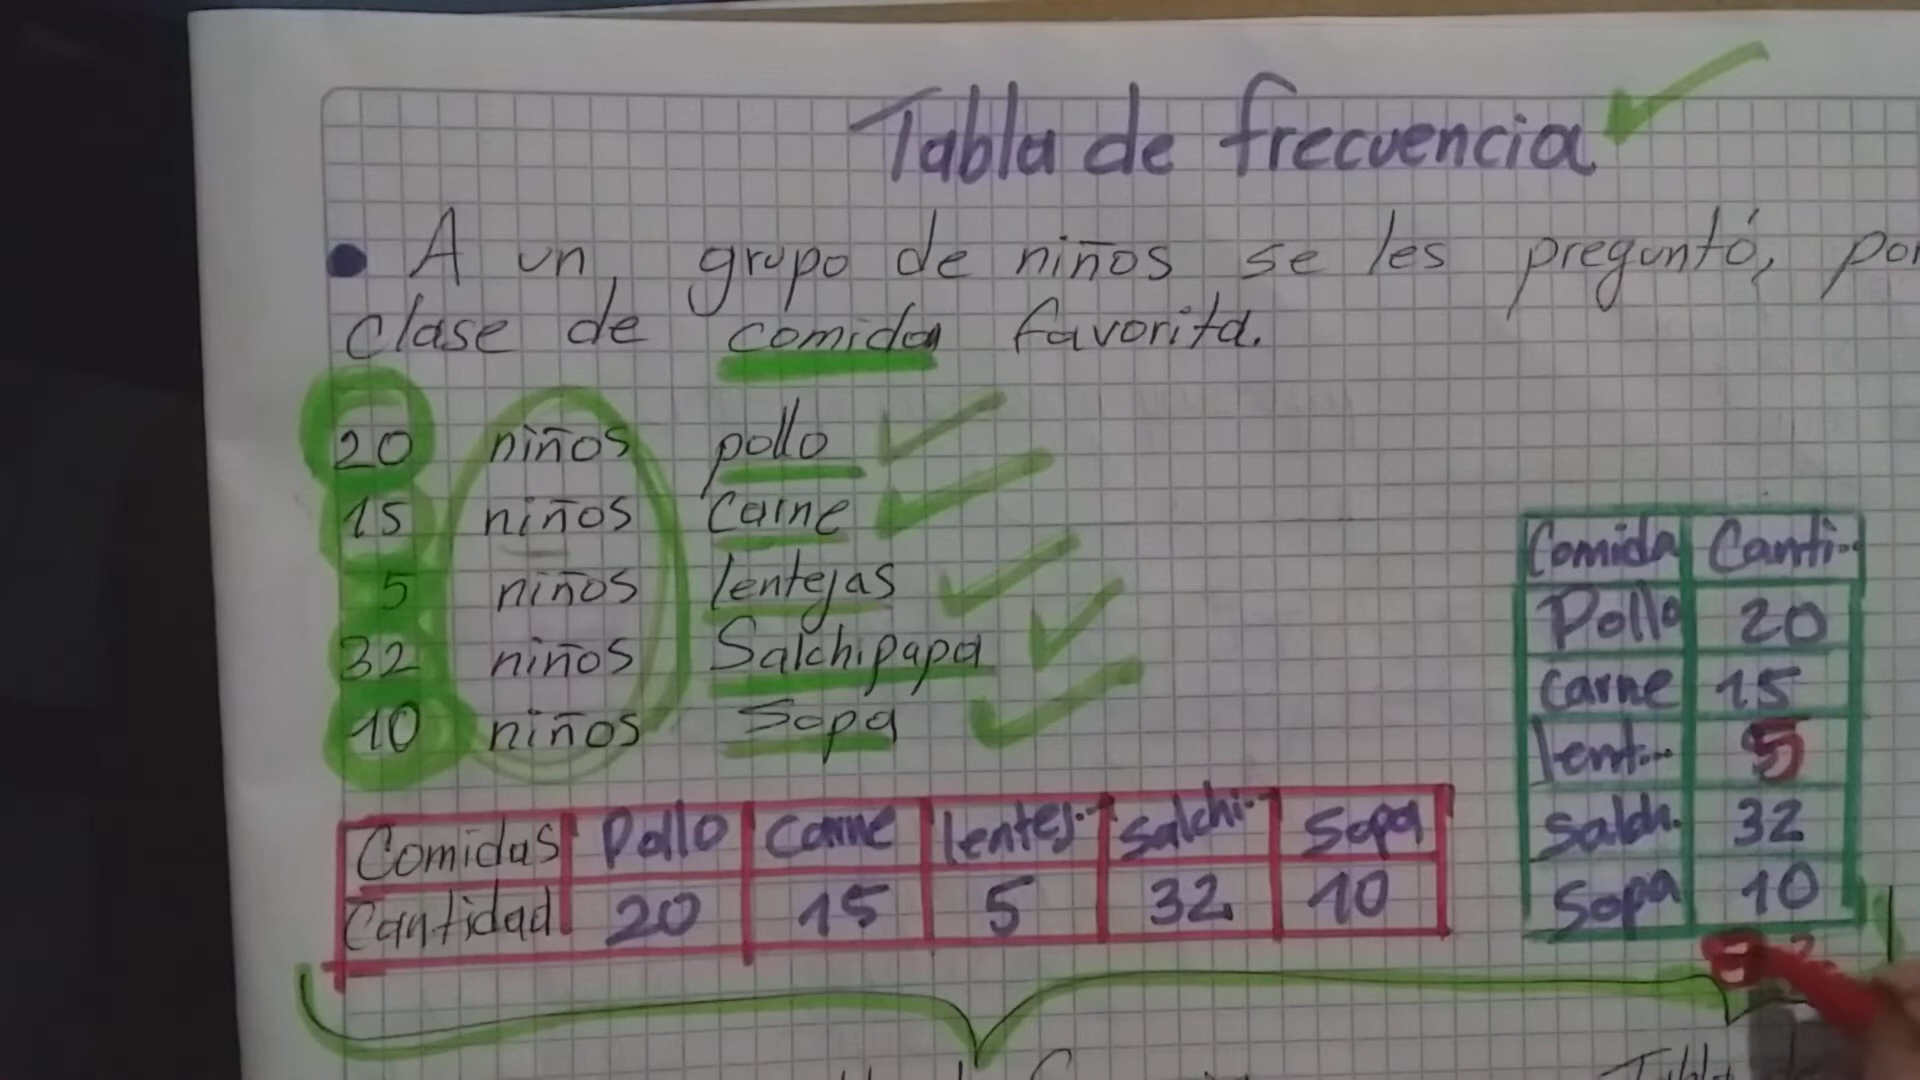 Tabla de frecuencia
A un grupo de niños se les preguntó, por
clase de comida favorita.
20 niños pollo
15 niños Carne
5 niños lentejas
32 niños Salchipapa
10 niños Sopa
Comidas Pollo Carne lentej.. Salchi.. Sopa
Cantidad 20 15 5 32 10
Comida Canti..
Pollo 20
Carne 15
lent... 5
Salch. 32
Sopa 10